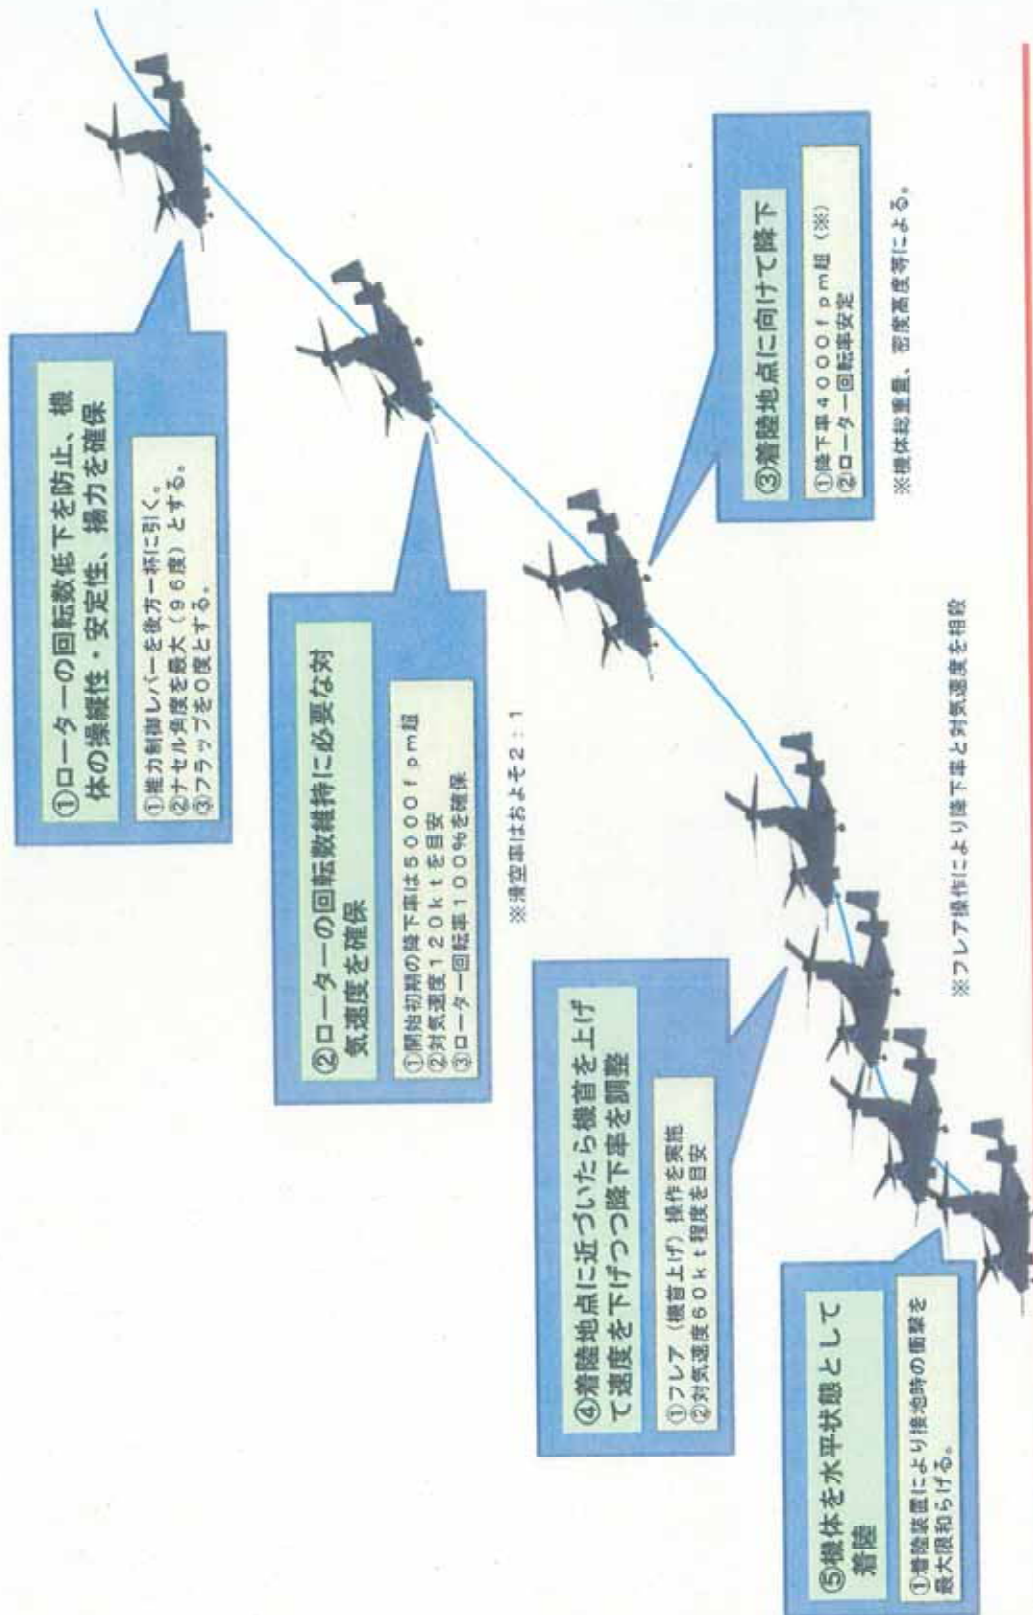 ①ローターの回転数低下を防止、機
体の操縦性・安定性、揚力を確保
①推力制御レバーを後方一杯に引く。
②ナセル角度を最大（９６度）とする。
③フラップを０度とする。
②ローターの回転数維持に必要な対
気速度を確保
①開始初期の降下率は５０００ｆｐｍ超
②対気速度１２０ｋｔを目安
③ローター回転率１００％を確保
※滑空率はおよそ２：１
③着陸地点に向けて降下
①降下率４０００ｆｐｍ超（※）
②ローター回転率安定
※機体総重量、密度高度等による。
④着陸地点に近づいたら機首を上げ
て速度を下げつつ降下率を調整
①フレア（機首上げ）操作を実施
②対気速度６０ｋｔ程度を目安
※フレア操作により降下率と対気速度を相殺
⑤機体を水平状態として
着陸
①着陸装置により接地時の衝撃を
最大限和らげる。